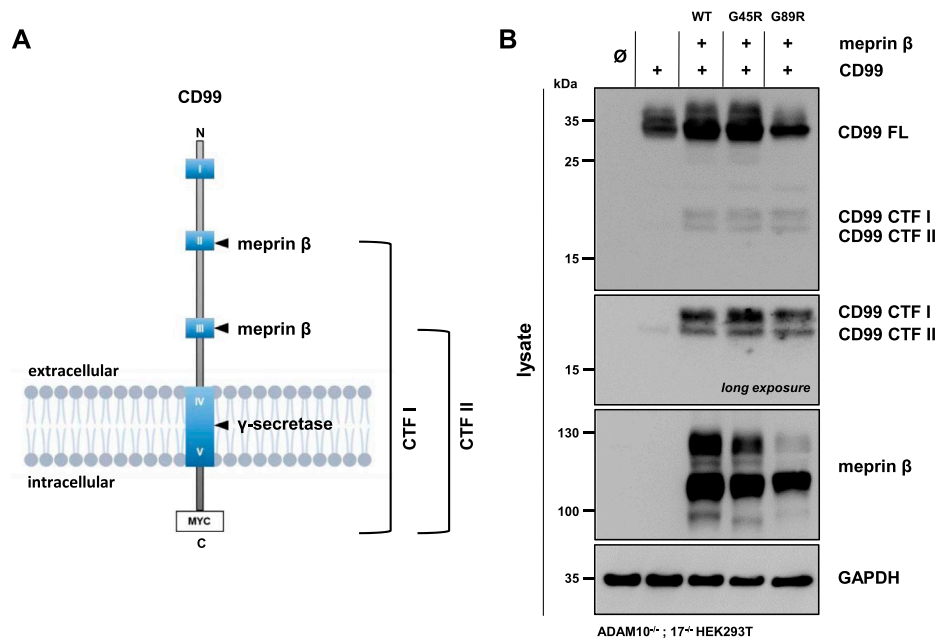 A
CD99
N
I
II
meprin β
III
meprin β
extracellular
IV
γ-secretase
V
intracellular
MYC
C
CTF I
CTF II
B
WT G45R G89R
+ + + meprin β
Ø + + + + CD99
kDa
35
CD99 FL
25
CD99 CTF I
CD99 CTF II
15
CD99 CTF I
CD99 CTF II
15
long exposure
lysate
130
meprin β
100
35
GAPDH
ADAM10-/- ; 17-/- HEK293T